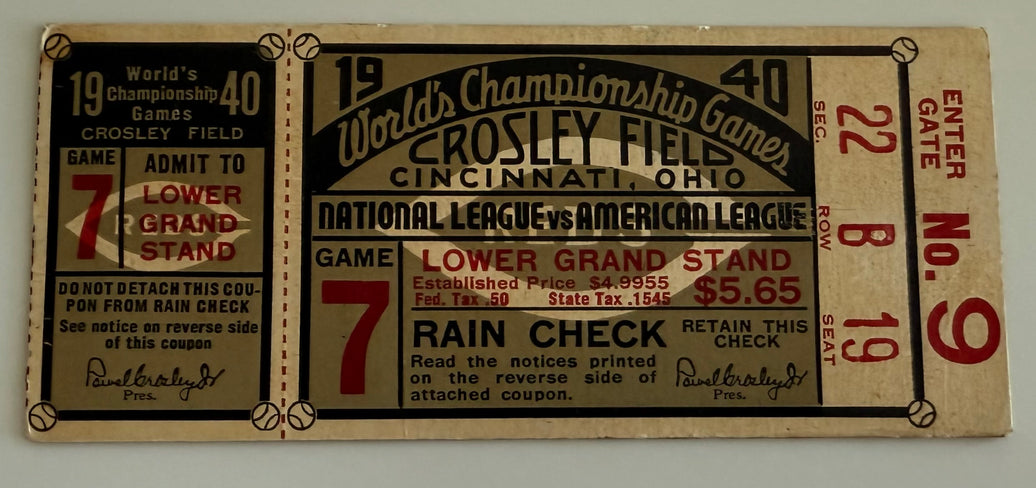 19 World's 40
Championship
Games
CROSLEY FIELD
GAME
7
ADMIT TO
LOWER
GRAND
STAND
REDS
DO NOT DETACH THIS COU-
PON FROM RAIN CHECK
See notice on reverse side
of this coupon
Powel Crosley Jr
Pres.
19 40
World's Championship Games
CROSLEY FIELD
CINCINNATI, OHIO
NATIONAL LEAGUE vs AMERICAN LEAGUE
REDS
GAME
7
LOWER GRAND STAND
Established Price $4.9955
Fed. Tax .50 State Tax .1545
$5.65
RAIN CHECK
RETAIN THIS
CHECK
Read the notices printed
on the reverse side of
attached coupon.
Powel Crosley Jr
Pres.
SEC. 22
ROW B
SEAT 19
ENTER
GATE
No. 9